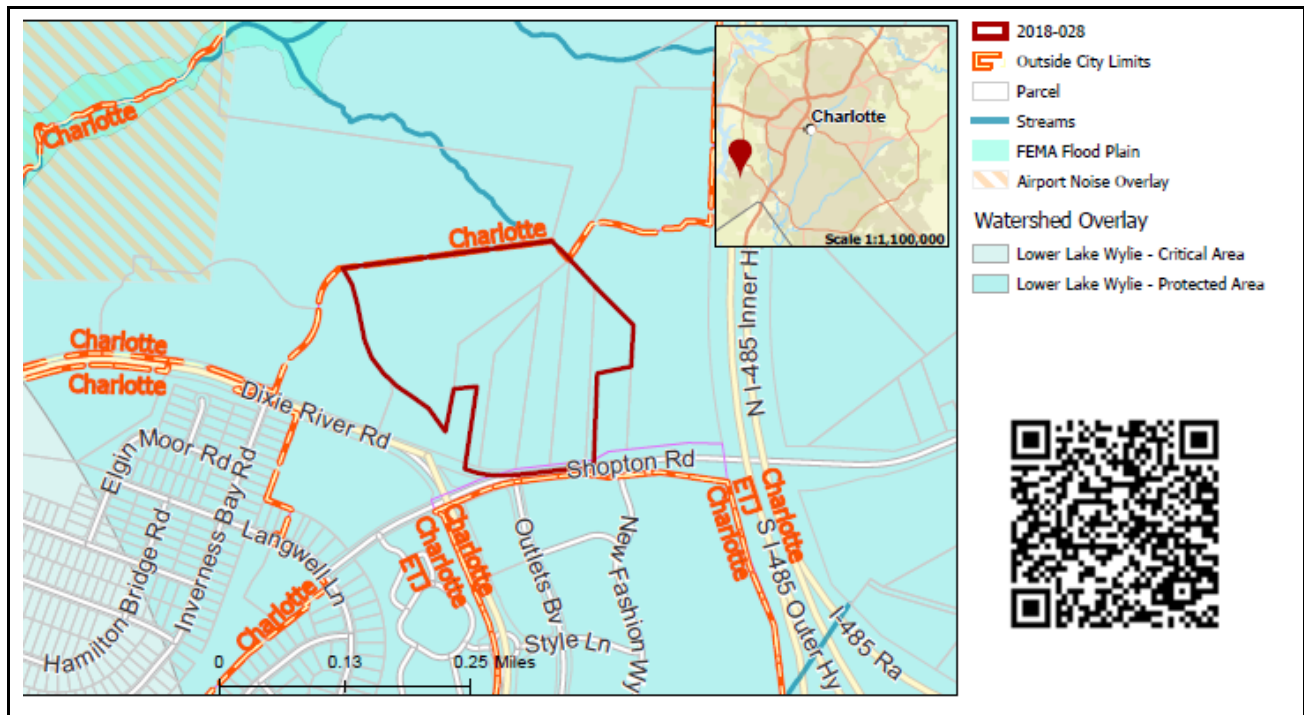 Charlotte
Charlotte
Charlotte
Charlotte
Dixie River Rd
Elgin
Moor Rd
Inverness Bay Rd
Hamilton Bridge Rd
Langwell Ln
Charlotte
Charlotte
ETJ
Charlotte
Shopton Rd
Outlets Bv
New Fashion Wy
Style Ln
Charlotte
ETJ
Charlotte
N I-485 Inner H
S I-485 Outer Hy
I-485 Ra
0 0.13 0.25 Miles
Charlotte
Scale 1:1,100,000
2018-028
Outside City Limits
Parcel
Streams
FEMA Flood Plain
Airport Noise Overlay
Watershed Overlay
Lower Lake Wylie - Critical Area
Lower Lake Wylie - Protected Area